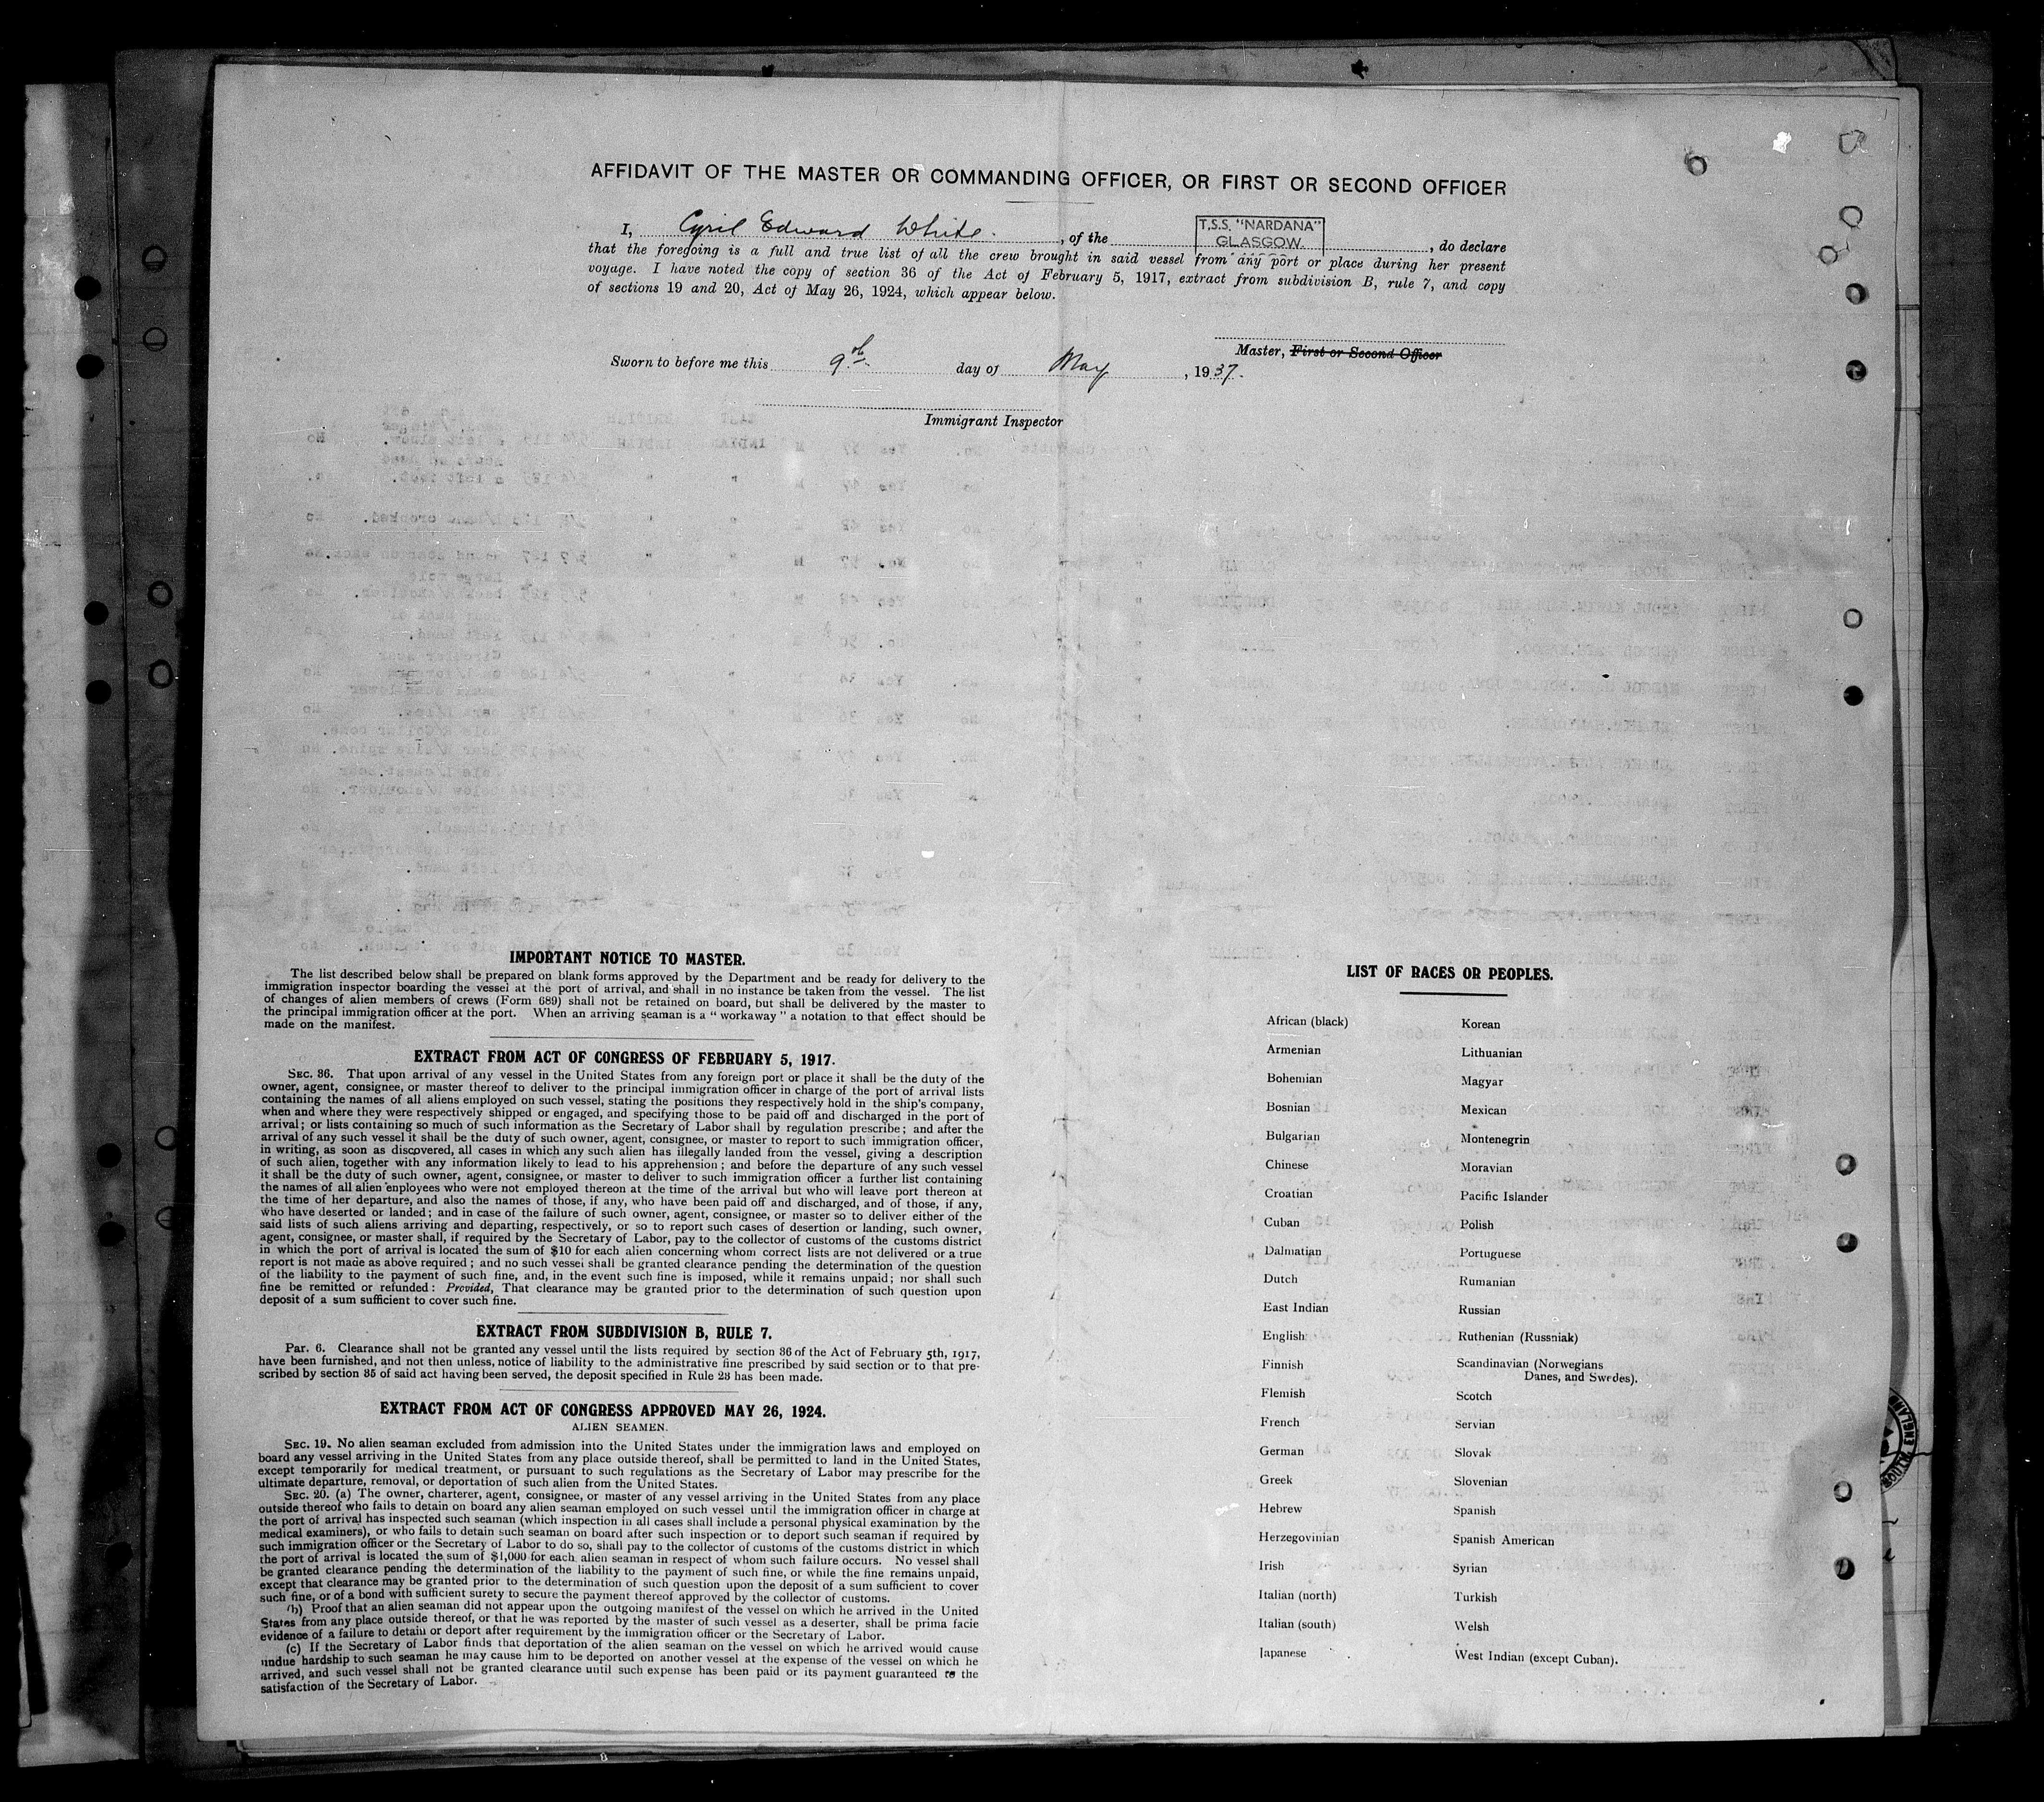 AFFIDAVIT OF THE MASTER OR COMMANDING OFFICER, OR FIRST OR SECOND OFFICER
I, Cyril Edward White. , of the T.S.S. "NARDANA" GLASGOW. , do declare
that the foregoing is a full and true list of all the crew brought in said vessel from any port or place during her present
voyage. I have noted the copy of section 36 of the Act of February 5, 1917, extract from subdivision B, rule 7, and copy
of sections 19 and 20, Act of May 26, 1924, which appear below.
Master, First or Second Officer
Sworn to before me this 9th day of May , 1937.
Immigrant Inspector
IMPORTANT NOTICE TO MASTER.
The list described below shall be prepared on blank forms approved by the Department and be ready for delivery to the
immigration inspector boarding the vessel at the port of arrival, and shall in no instance be taken from the vessel. The list
of changes of alien members of crews (Form 689) shall not be retained on board, but shall be delivered by the master to
the principal immigration officer at the port. When an arriving seaman is a " workaway " a notation to that effect should be
made on the manifest.
EXTRACT FROM ACT OF CONGRESS OF FEBRUARY 5, 1917.
SEC. 36. That upon arrival of any vessel in the United States from any foreign port or place it shall be the duty of the
owner, agent, consignee, or master thereof to deliver to the principal immigration officer in charge of the port of arrival lists
containing the names of all aliens employed on such vessel, stating the positions they respectively hold in the ship's company,
when and where they were respectively shipped or engaged, and specifying those to be paid off and discharged in the port of
arrival; or lists containing so much of such information as the Secretary of Labor shall by regulation prescribe; and after the
arrival of any such vessel it shall be the duty of such owner, agent, consignee, or master to report to such immigration officer,
in writing, as soon as discovered, all cases in which any such alien has illegally landed from the vessel, giving a description
of such alien, together with any information likely to lead to his apprehension; and before the departure of any such vessel
it shall be the duty of such owner, agent, consignee, or master to deliver to such immigration officer a further list containing
the names of all alien enployees who were not employed thereon at the time of the arrival but who will leave port thereon at
the time of her departure, and also the names of those, if any, who have been paid off and discharged, and of those, if any,
who have deserted or landed; and in case of the failure of such owner, agent, consignee, or master so to deliver either of the
said lists of such aliens arriving and departing, respectively, or so to report such cases of desertion or landing, such owner,
agent, consignee, or master shall, if required by the Secretary of Labor, pay to the collector of customs of the customs district
in which the port of arrival is located the sum of $10 for each alien concerning whom correct lists are not delivered or a true
report is not made as above required; and no such vessel shall be granted clearance pending the determination of the question
of the liability to the payment of such fine, and, in the event such fine is imposed, while it remains unpaid; nor shall such
fine be remitted or refunded: Provided, That clearance may be granted prior to the determination of such question upon
deposit of a sum sufficient to cover such fine.
EXTRACT FROM SUBDIVISION B, RULE 7.
Par. 6. Clearance shall not be granted any vessel until the lists required by section 36 of the Act of February 5th, 1917,
have been furnished, and not then unless, notice of liability to the administrative fine prescribed by said section or to that pre-
scribed by section 35 of said act having been served, the deposit specified in Rule 23 has been made.
EXTRACT FROM ACT OF CONGRESS APPROVED MAY 26, 1924.
ALIEN SEAMEN.
SEC. 19. No alien seaman excluded from admission into the United States under the immigration laws and employed on
board any vessel arriving in the United States from any place outside thereof, shall be permitted to land in the United States,
except temporarily for medical treatment, or pursuant to such regulations as the Secretary of Labor may prescribe for the
ultimate departure, removal, or deportation of such alien from the United States.
SEC. 20. (a) The owner, charterer, agent, consignee, or master of any vessel arriving in the United States from any place
outside thereof who fails to detain on board any alien seaman employed on such vessel until the immigration officer in charge at
the port of arrival has inspected such seaman (which inspection in all cases shall include a personal physical examination by the
medical examiners), or who fails to detain such seaman on board after such inspection or to deport such seaman if required by
such immigration officer or the Secretary of Labor to do so, shall pay to the collector of customs of the customs district in which
the port of arrival is located the sum of $1,000 for each alien seaman in respect of whom such failure occurs. No vessel shall
be granted clearance pending the determination of the liability to the payment of such fine, or while the fine remains unpaid,
except that clearance may be granted prior to the determination of such question upon the deposit of a sum sufficient to cover
such fine, or of a bond with sufficient surety to secure the payment thereof approved by the collector of customs.
(b) Proof that an alien seaman did not appear upon the outgoing manifest of the vessel on which he arrived in the United
States from any place outside thereof, or that he was reported by the master of such vessel as a deserter, shall be prima facie
evidence of a failure to detain or deport after requirement by the immigration officer or the Secretary of Labor.
(c) If the Secretary of Labor finds that deportation of the alien seaman on the vessel on which he arrived would cause
undue hardship to such seaman he may cause him to be deported on another vessel at the expense of the vessel on which he
arrived, and such vessel shall not be granted clearance until such expense has been paid or its payment guaranteed to the
satisfaction of the Secretary of Labor.
LIST OF RACES OR PEOPLES.
African (black)
Armenian
Bohemian
Bosnian
Bulgarian
Chinese
Croatian
Cuban
Dalmatian
Dutch
East Indian
English
Finnish
Flemish
French
German
Greek
Hebrew
Herzegovinian
Irish
Italian (north)
Italian (south)
Japanese
Korean
Lithuanian
Magyar
Mexican
Montenegrin
Moravian
Pacific Islander
Polish
Portuguese
Rumanian
Russian
Ruthenian (Russniak)
Scandinavian (Norwegians
Danes, and Swedes).
Scotch
Servian
Slovak
Slovenian
Spanish
Spanish American
Syrian
Turkish
Welsh
West Indian (except Cuban).